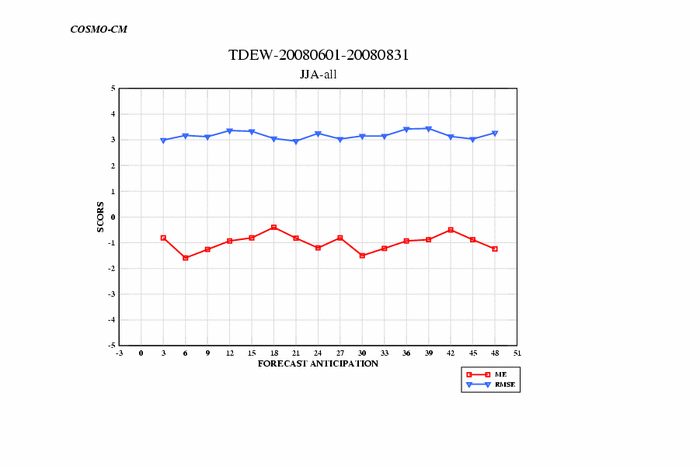 COSMO-CM
TDEW-20080601-20080831
JJA-all
5
4
3
2
1
0
-1
-2
-3
-4
-5
SCORS
-3 0 3 6 9 12 15 18 21 24 27 30 33 36 39 42 45 48 51
FORECAST ANTICIPATION
ME
RMSE